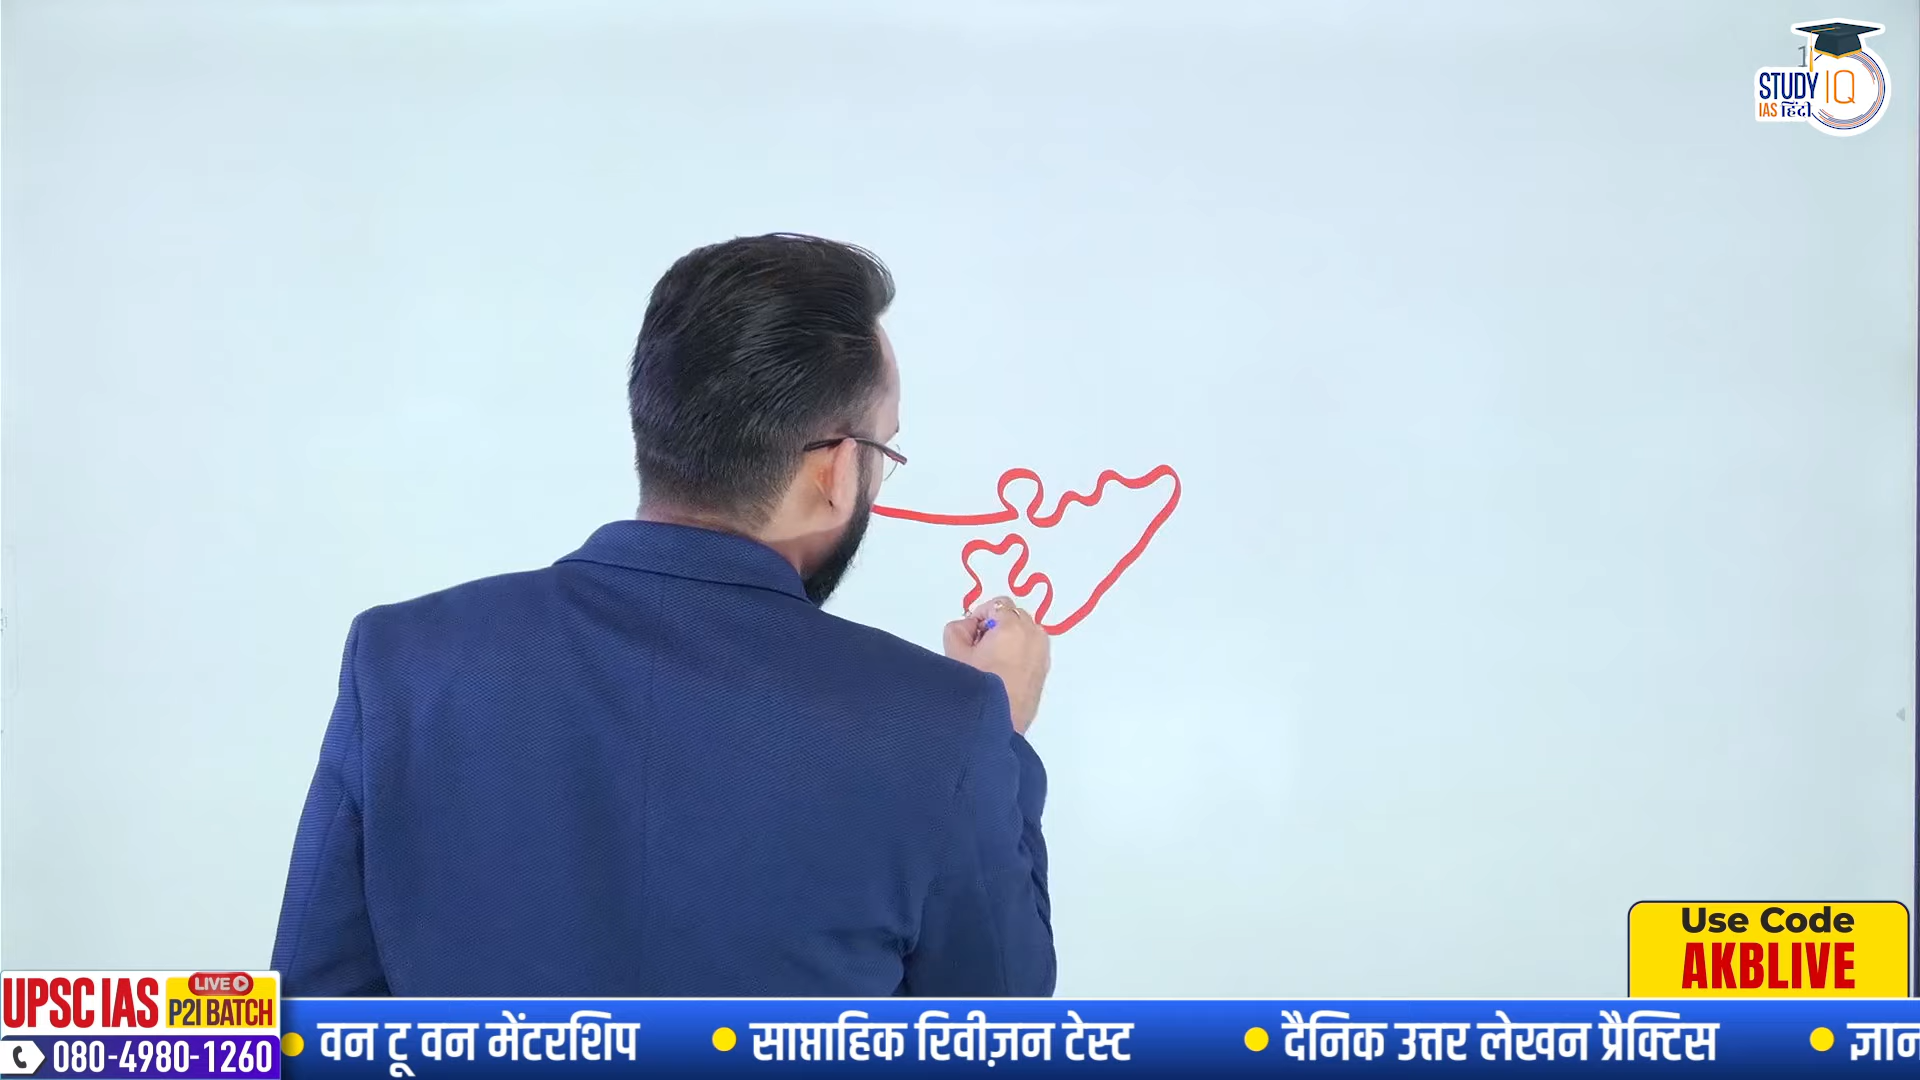 1
STUDY IQ
IAS हिंदी
Use Code
AKBLIVE
UPSC IAS
LIVE
P2I BATCH
080-4980-1260
वन टू वन मेंटरशिप
साप्ताहिक रिवीज़न टेस्ट
दैनिक उत्तर लेखन प्रैक्टिस